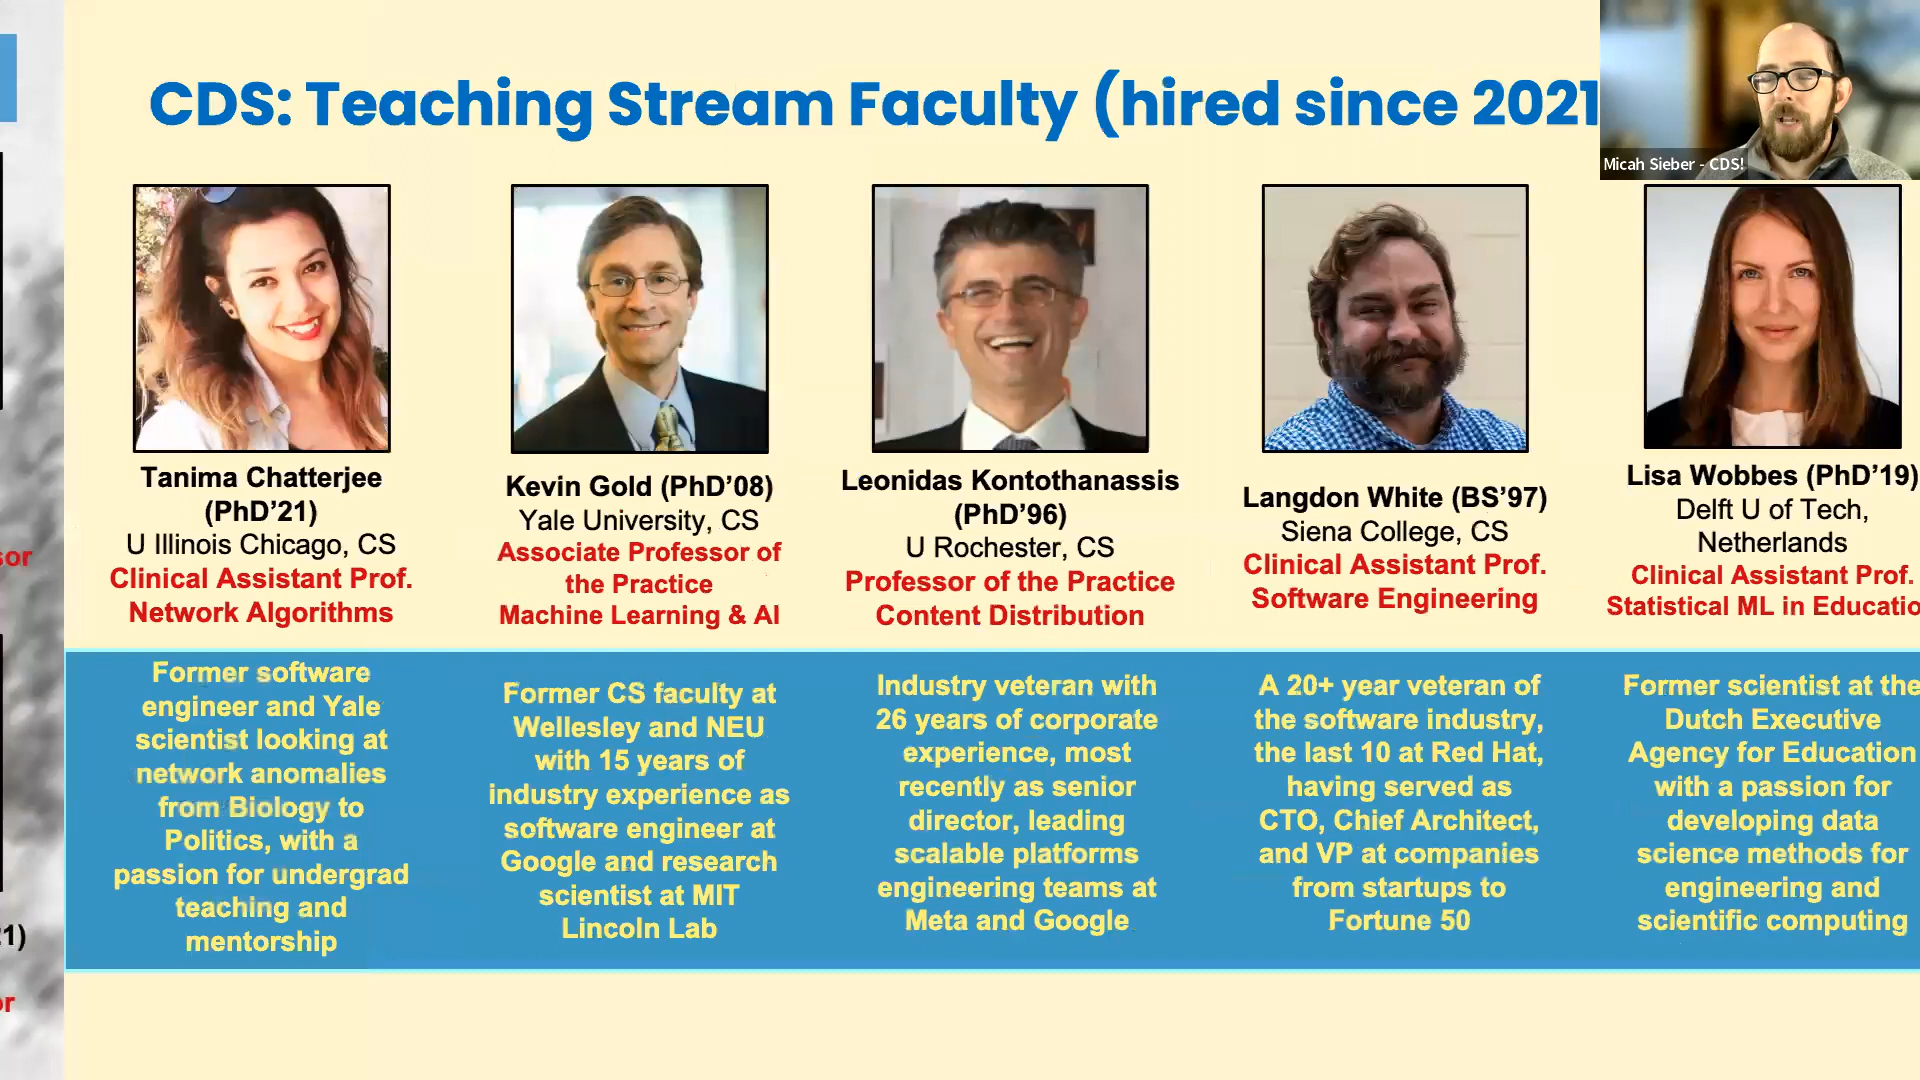 CDS: Teaching Stream Faculty (hired since 2021
Micah Sieber - CDS!
Tanima Chatterjee
(PhD’21)
U Illinois Chicago, CS
Clinical Assistant Prof.
Network Algorithms
Former software
engineer and Yale
scientist looking at
network anomalies
from Biology to
Politics, with a
passion for undergrad
teaching and
mentorship
Kevin Gold (PhD’08)
Yale University, CS
Associate Professor of
the Practice
Machine Learning & AI
Former CS faculty at
Wellesley and NEU
with 15 years of
industry experience as
software engineer at
Google and research
scientist at MIT
Lincoln Lab
Leonidas Kontothanassis
(PhD’96)
U Rochester, CS
Professor of the Practice
Content Distribution
Industry veteran with
26 years of corporate
experience, most
recently as senior
director, leading
scalable platforms
engineering teams at
Meta and Google
Langdon White (BS’97)
Siena College, CS
Clinical Assistant Prof.
Software Engineering
A 20+ year veteran of
the software industry,
the last 10 at Red Hat,
having served as
CTO, Chief Architect,
and VP at companies
from startups to
Fortune 50
Lisa Wobbes (PhD’19)
Delft U of Tech,
Netherlands
Clinical Assistant Prof.
Statistical ML in Educatio
Former scientist at the
Dutch Executive
Agency for Education
with a passion for
developing data
science methods for
engineering and
scientific computing